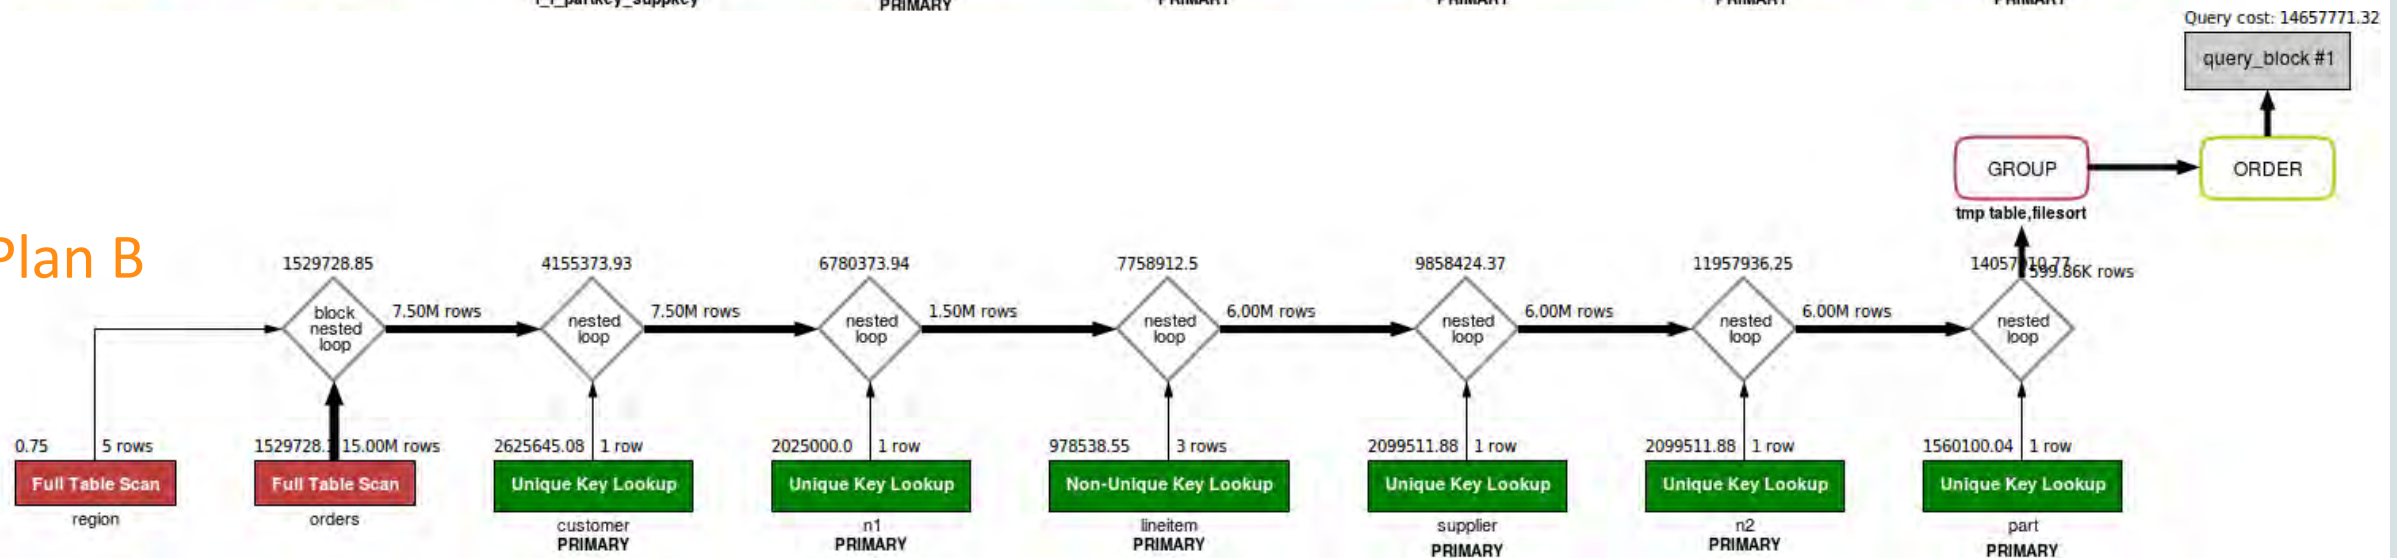 PRIMARY
PRIMARY
PRIMARY
PRIMARY
PRIMARY
Query cost: 14657771.32
query_block #1
GROUP
ORDER
tmp table,filesort
Plan B
1529728.85
4155373.93
6780373.94
7758912.5
9858424.37
11957936.25
599.86K rows
block
nested
loop
7.50M rows
nested
loop
7.50M rows
nested
loop
1.50M rows
nested
loop
6.00M rows
nested
loop
6.00M rows
nested
loop
6.00M rows
nested
loop
0.75 5 rows
15.00M rows
2625645.08 1 row
2025000.0 1 row
978538.55 3 rows
2099511.88 1 row
2099511.88 1 row
1560100.04 1 row
Full Table Scan
region
Full Table Scan
orders
Unique Key Lookup
customer
PRIMARY
Unique Key Lookup
n1
PRIMARY
Non-Unique Key Lookup
lineitem
PRIMARY
Unique Key Lookup
supplier
PRIMARY
Unique Key Lookup
n2
PRIMARY
Unique Key Lookup
part
PRIMARY